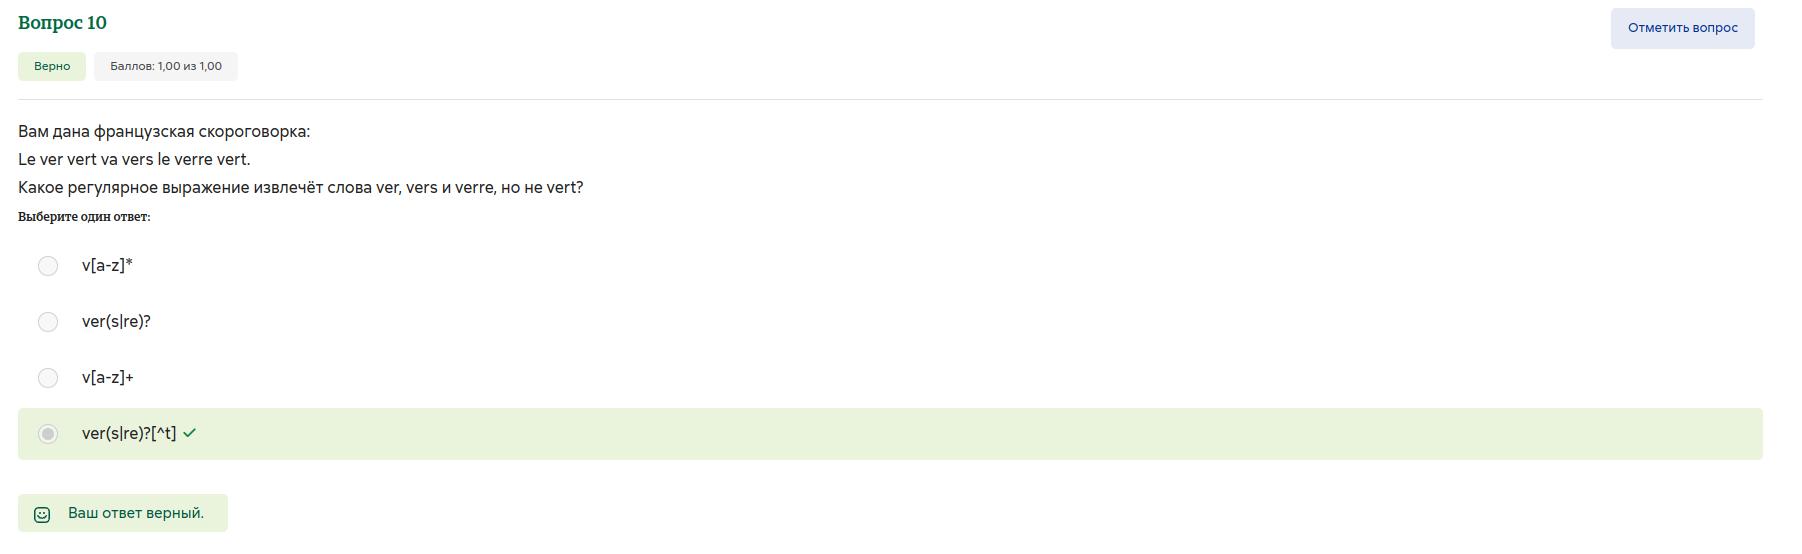 Вопрос 10
Отметить вопрос
Верно
Баллов: 1,00 из 1,00
Вам дана французская скороговорка:
Le ver vert va vers le verre vert.
Какое регулярное выражение извлечёт слова ver, vers и verre, но не vert?
Выберите один ответ:
v[a-z]*
ver(s|re)?
v[a-z]+
ver(s|re)?[^t]
Ваш ответ верный.